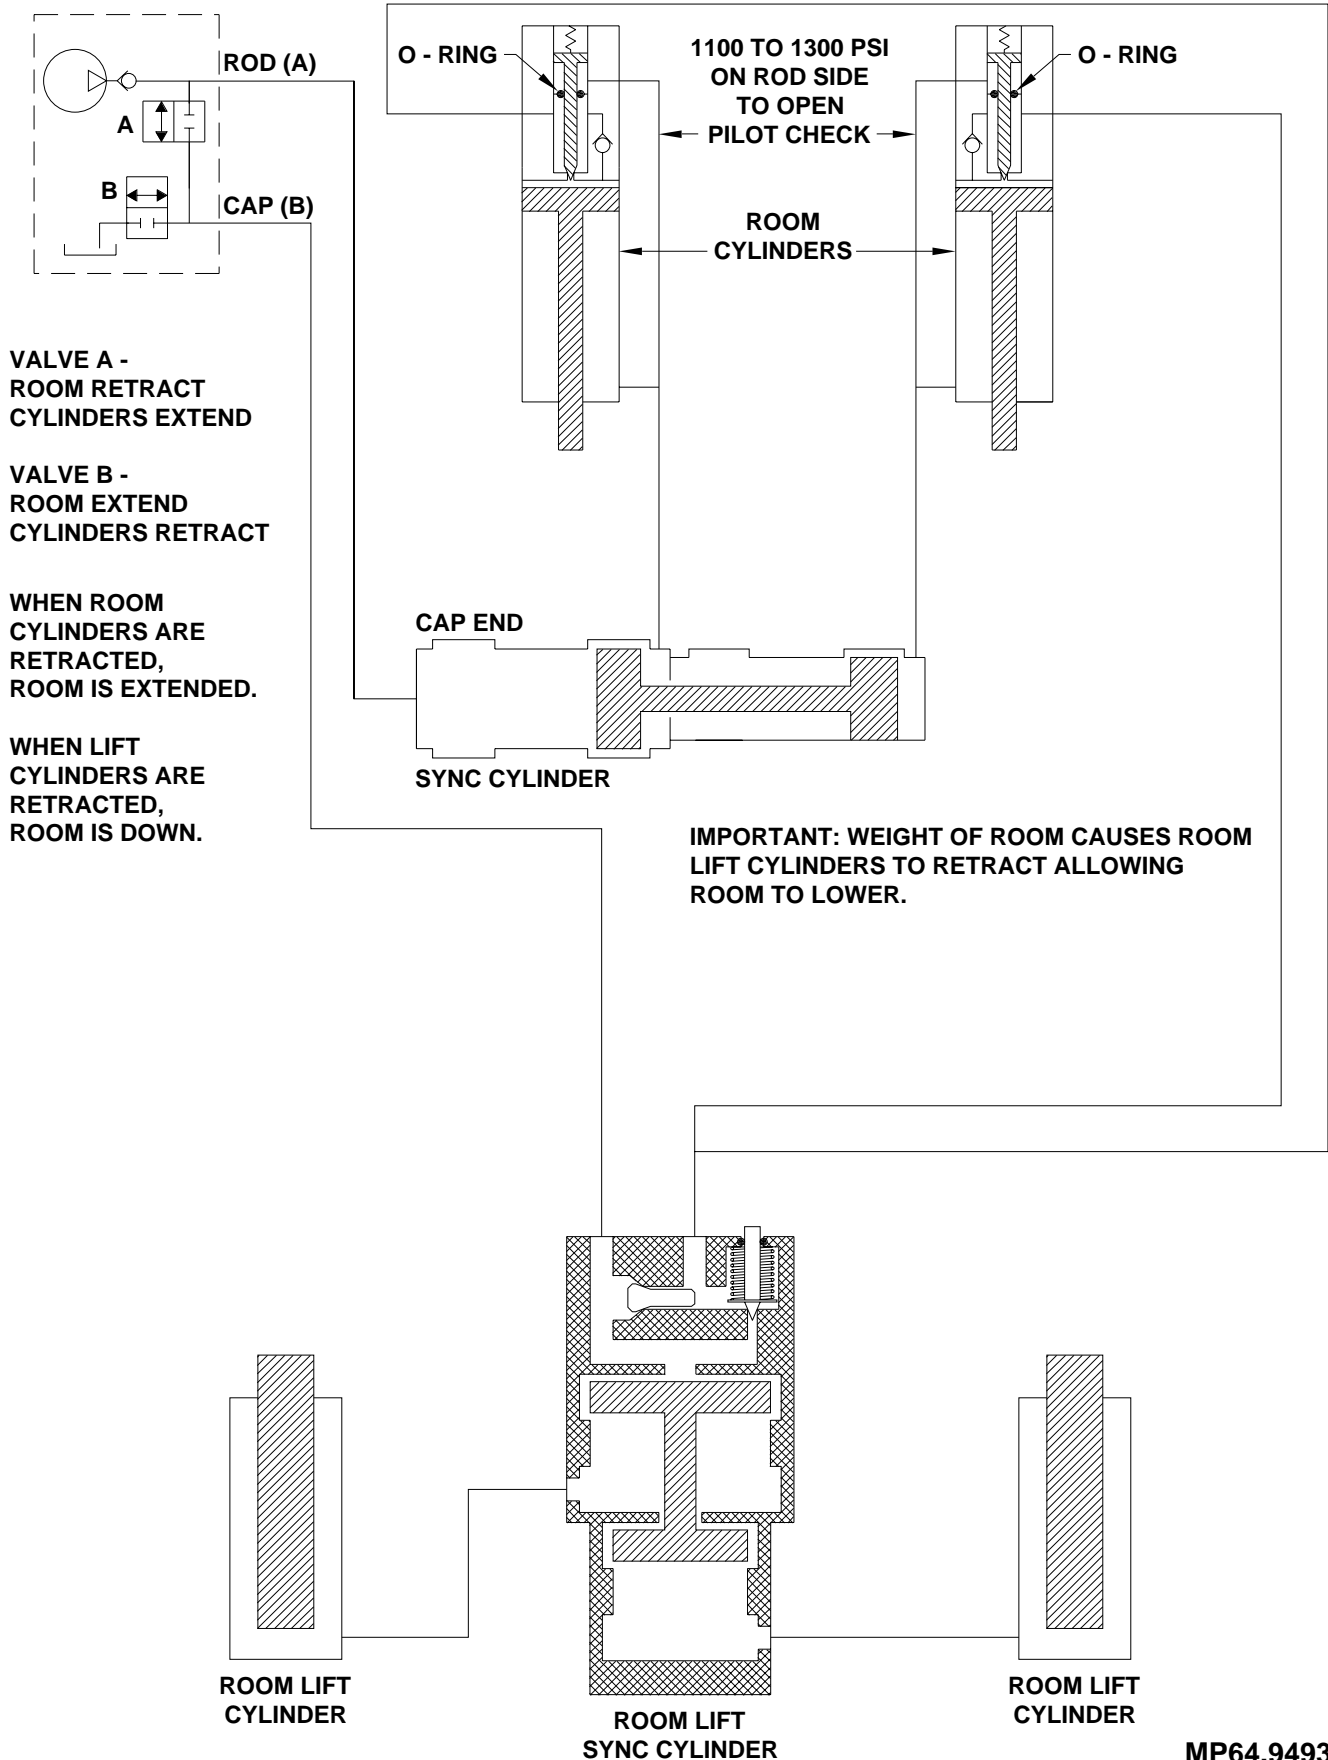 ROD (A)
A
B
CAP (B)
O - RING
1100 TO 1300 PSI
ON ROD SIDE
TO OPEN
PILOT CHECK
O - RING
ROOM
CYLINDERS
VALVE A -
ROOM RETRACT
CYLINDERS EXTEND
VALVE B -
ROOM EXTEND
CYLINDERS RETRACT
WHEN ROOM
CYLINDERS ARE
RETRACTED,
ROOM IS EXTENDED.
WHEN LIFT
CYLINDERS ARE
RETRACTED,
ROOM IS DOWN.
CAP END
SYNC CYLINDER
IMPORTANT: WEIGHT OF ROOM CAUSES ROOM
LIFT CYLINDERS TO RETRACT ALLOWING
ROOM TO LOWER.
ROOM LIFT
CYLINDER
ROOM LIFT
SYNC CYLINDER
ROOM LIFT
CYLINDER
MP64.9493